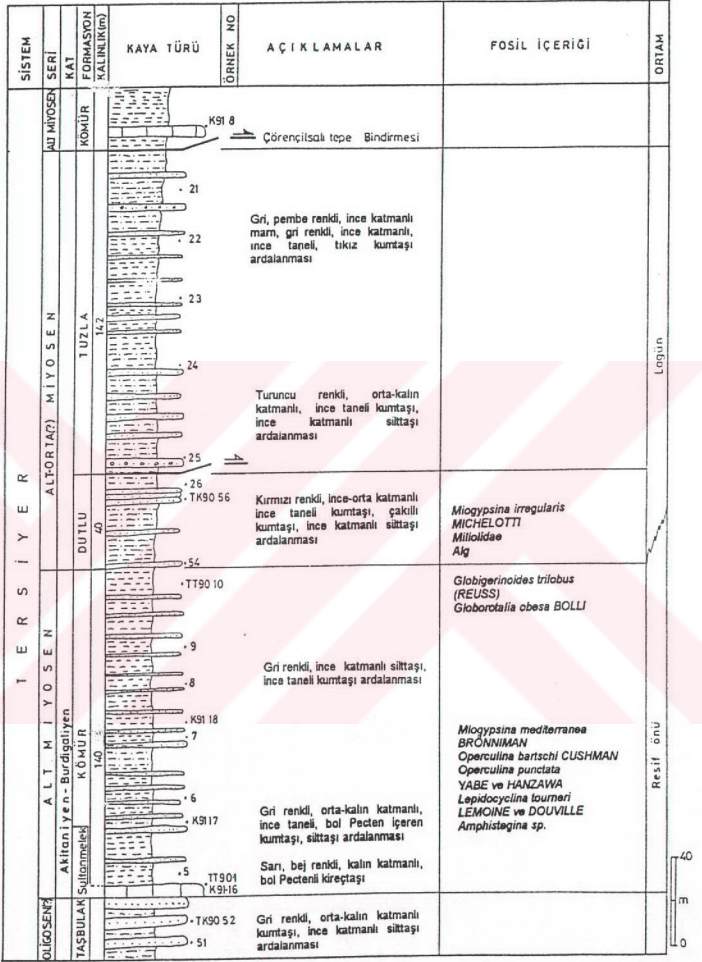 SİSTEM
SERİ
KAT
FORMASYON
KALINLIK(m)
KAYA TÜRÜ
ÖRNEK NO
AÇIKLAMALAR
FOSİL İÇERİĞİ
ORTAM
TERSİYER
ALT MİYOSEN
KÖMÜR
K91 8
Çörençilsalı tepe Bindirmesi
ALT-ORTA(?) MİYOSEN
TUZLA
142
21
22
23
24
25
Gri, pembe renkli, ince katmanlı
marn, gri renkli, ince katmanlı,
ince taneli, tıkız kumtaşı
ardalanması
Turuncu renkli, orta-kalın
katmanlı, ince taneli kumtaşı,
ince katmanlı silttaşı
ardalanması
Lagün
DUTLU
40
26
TK90 56
54
Kırmızı renkli, ince-orta katmanlı
ince taneli kumtaşı, çakıllı
kumtaşı, ince katmanlı silttaşı
ardalanması
Miogypsina irregularis
MICHELOTTI
Miliolidae
Alg
ALT MİYOSEN
Akitaniyen-Burdigaliyen
KÖMÜR
140
TT90 10
9
8
K91 18
7
6
K91 17
5
Globigerinoides trilobus
(REUSS)
Globorotalia obesa BOLLI
Gri renkli, ince katmanlı silttaşı,
ince taneli kumtaşı ardalanması
Miogypsina mediterranea
BRÖNNIMAN
Operculina bartschi CUSHMAN
Operculina punctata
YABE ve HANZAWA
Lepidocyclina tourneri
LEMOINE ve DOUVILLE
Amphistegina sp.
Resif önü
Gri renkli, orta-kalın katmanlı,
ince taneli, bol Pecten içeren
kumtaşı, silttaşı ardalanması
Sultanmelek
TT90-1
K91-16
Sarı, bej renkli, kalın katmanlı,
bol Pectenli kireçtaşı
OLİGOSEN?
TAŞBULAK
TK90 52
51
Gri renkli, orta-kalın katmanlı
kumtaşı, ince katmanlı silttaşı
ardalanması
40
m
0